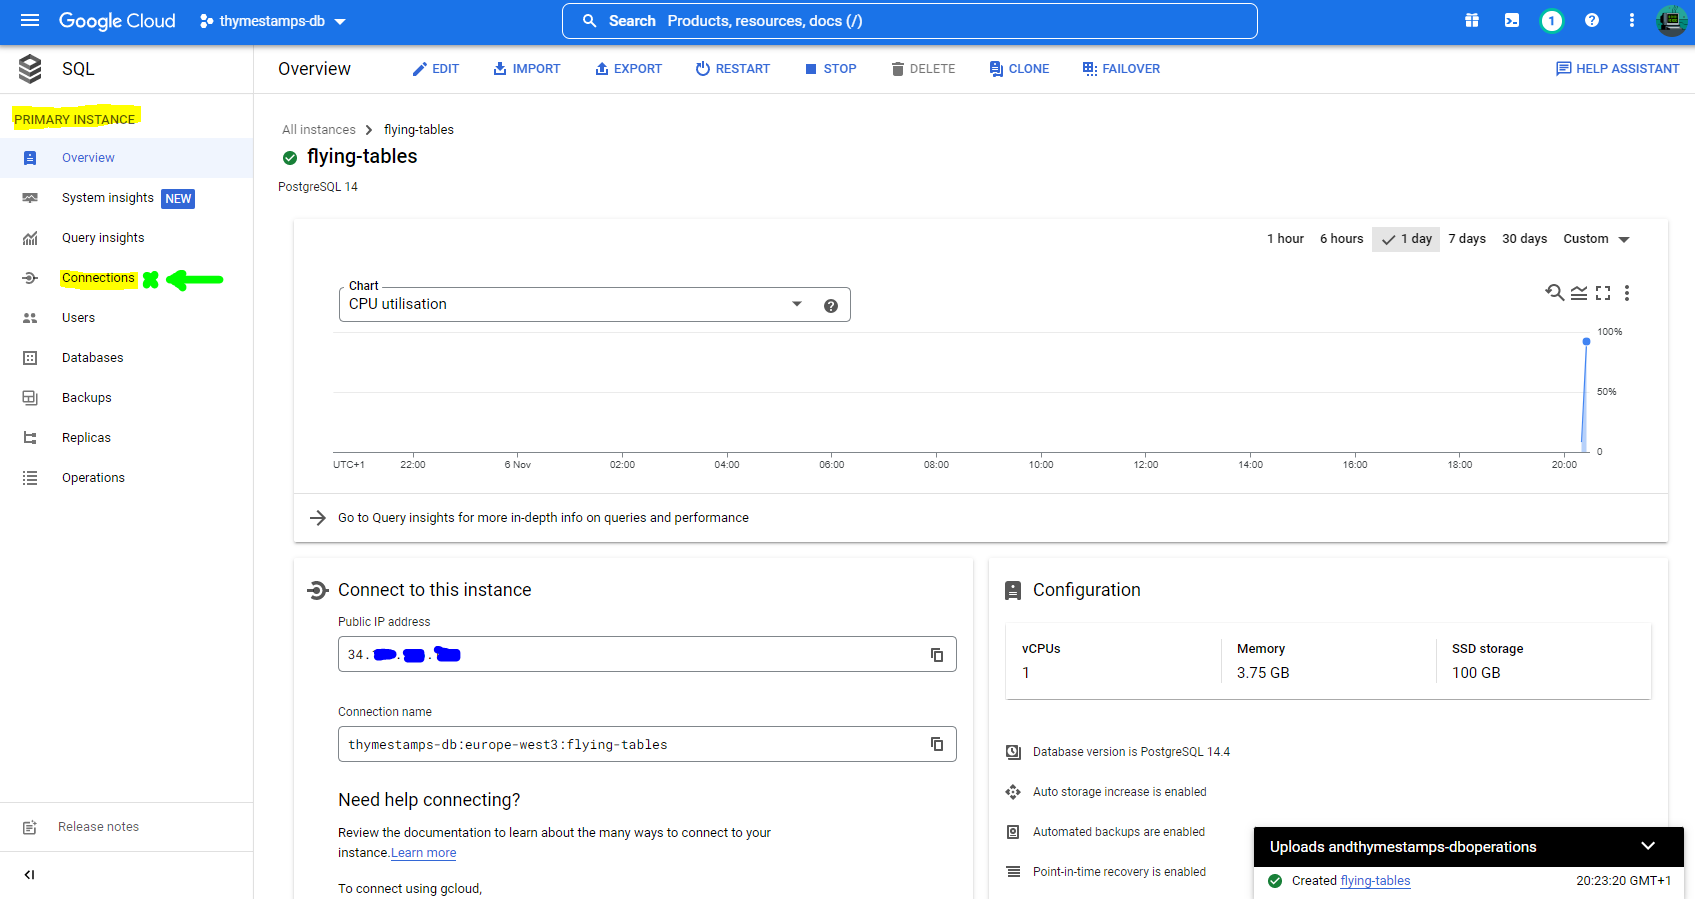 Google Cloud thymestamps-db Search Products, resources, docs (/) 1
SQL
Overview EDIT IMPORT EXPORT RESTART STOP DELETE CLONE FAILOVER HELP ASSISTANT
PRIMARY INSTANCE
Overview
System insights NEW
Query insights
Connections
Users
Databases
Backups
Replicas
Operations
Release notes
All instances flying-tables
flying-tables
PostgreSQL 14
1 hour 6 hours 1 day 7 days 30 days Custom
Chart
CPU utilisation
100%
50%
0
UTC+1 22:00 6 Nov 02:00 04:00 06:00 08:00 10:00 12:00 14:00 16:00 18:00 20:00
Go to Query insights for more in-depth info on queries and performance
Connect to this instance
Public IP address
34. . .
Connection name
thymestamps-db:europe-west3:flying-tables
Need help connecting?
Review the documentation to learn about the many ways to connect to your
instance.Learn more
To connect using gcloud,
Configuration
vCPUs Memory SSD storage
1 3.75 GB 100 GB
Database version is PostgreSQL 14.4
Auto storage increase is enabled
Automated backups are enabled
Point-in-time recovery is enabled
Uploads andthymestamps-dboperations
Created flying-tables 20:23:20 GMT+1